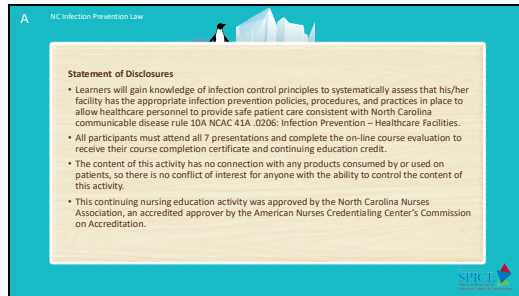 A
NC Infection Prevention Law
Statement of Disclosures
• Learners will gain knowledge of infection control principles to systematically assess that his/her
facility has the appropriate infection prevention policies, procedures, and practices in place to
allow healthcare personnel to provide safe patient care consistent with North Carolina
communicable disease rule 10A NCAC 41A .0206: Infection Prevention – Healthcare Facilities.
• All participants must attend all 7 presentations and complete the on-line course evaluation to
receive their course completion certificate and continuing education credit.
• The content of this activity has no connection with any products consumed by or used on
patients, so there is no conflict of interest for anyone with the ability to control the content of
this activity.
• This continuing nursing education activity was approved by the North Carolina Nurses
Association, an accredited approver by the American Nurses Credentialing Center's Commission
on Accreditation.
SPICE